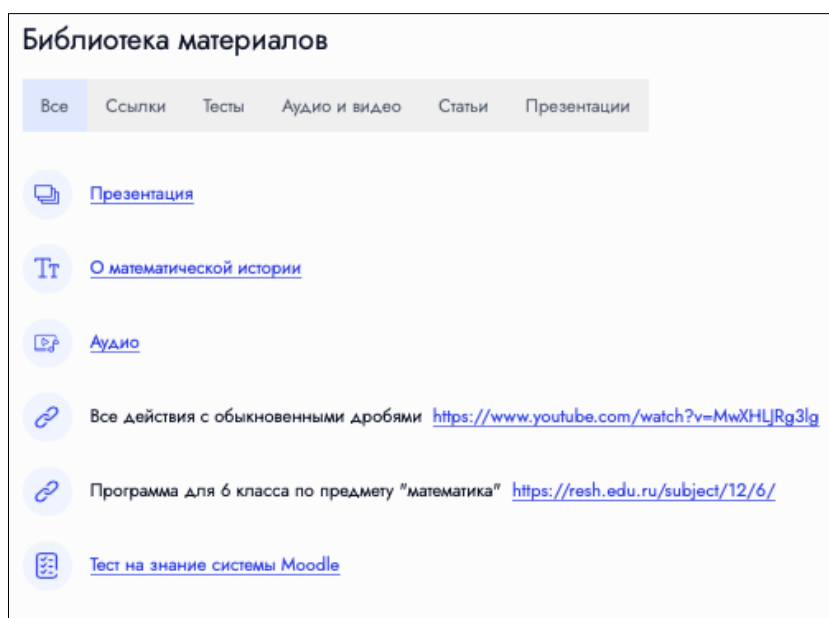 Библиотека материалов
Все Ссылки Тесты Аудио и видео Статьи Презентации
Презентация
О математической истории
Аудио
Все действия с обыкновенными дробями https://www.youtube.com/watch?v=MwXHLJRg3lg
Программа для 6 класса по предмету "математика" https://resh.edu.ru/subject/12/6/
Тест на знание системы Moodle